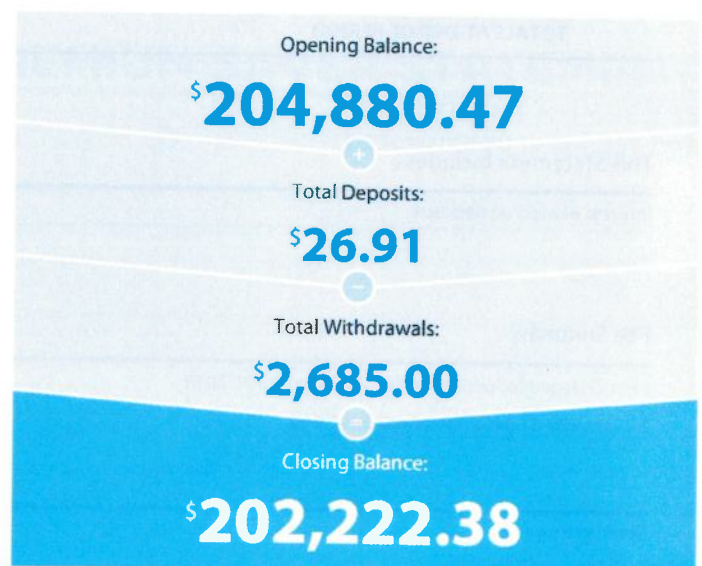 Opening Balance:
$204,880.47
+
Total Deposits:
$26.91
−
Total Withdrawals:
$2,685.00
=
Closing Balance:
$202,222.38